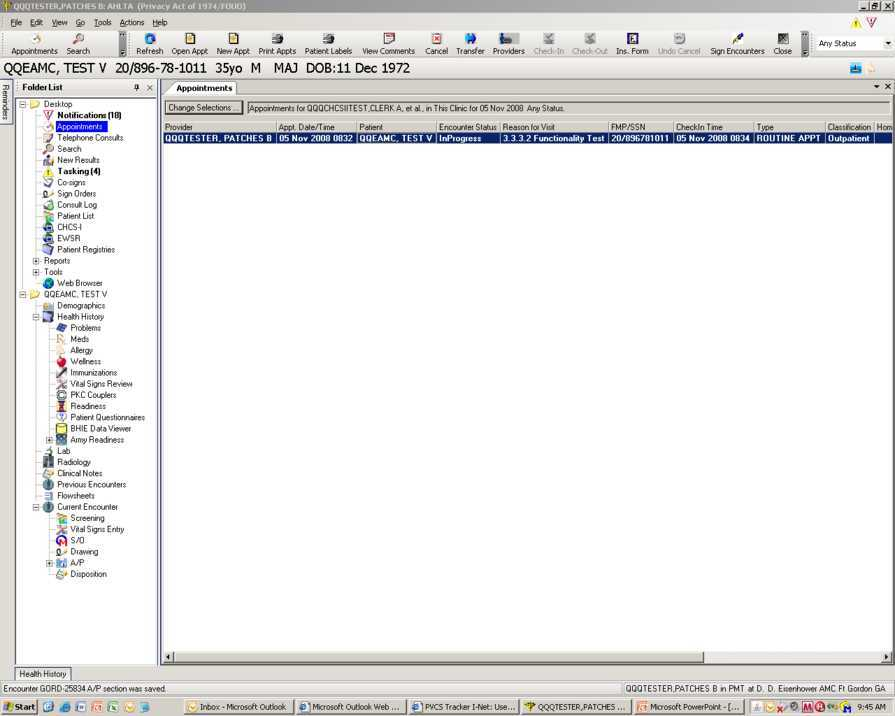 QQQTESTER,PATCHES B: AHLTA (Privacy Act of 1974/FOUO)
File Edit View Go Tools Actions Help
Appointments Search Refresh Open Appt New Appt Print Appts Patient Labels View Comments Cancel Transfer Providers Check-In Check-Out Ins. Form Undo Cancel Sign Encounters Close Any Status
QQEAMC, TEST V 20/896-78-1011 35yo M MAJ DOB:11 Dec 1972
Reminders
Folder List
Desktop
Notifications (18)
Appointments
Telephone Consults
Search
New Results
Tasking (4)
Co-signs
Sign Orders
Consult Log
Patient List
CHCS-I
EWSR
Patient Registries
Reports
Tools
Web Browser
QQEAMC, TEST V
Demographics
Health History
Problems
Meds
Allergy
Wellness
Immunizations
Vital Signs Review
PKC Couplers
Readiness
Patient Questionnaires
BHIE Data Viewer
Army Readiness
Lab
Radiology
Clinical Notes
Previous Encounters
Flowsheets
Current Encounter
Screening
Vital Signs Entry
S/O
Drawing
A/P
Disposition
Appointments
Change Selections ... Appointments for QQQCHCSIITEST,CLERK A, et al., in This Clinic for 05 Nov 2008 Any Status.
Provider Appt. Date/Time Patient Encounter Status Reason for Visit FMP/SSN CheckIn Time Type Classification Hom
QQQTESTER, PATCHES B 05 Nov 2008 0832 QQEAMC, TEST V InProgress 3.3.3.2 Functionality Test 20/896781011 05 Nov 2008 0834 ROUTINE APPT Outpatient
Health History
Encounter GORD-25834 A/P section was saved. QQQTESTER,PATCHES B in PMT at D. D. Eisenhower AMC Ft Gordon GA
Start Inbox - Microsoft Outlook Microsoft Outlook Web ... PVCS Tracker I-Net: Use... QQQTESTER,PATCHES ... Microsoft PowerPoint - [... 9:45 AM